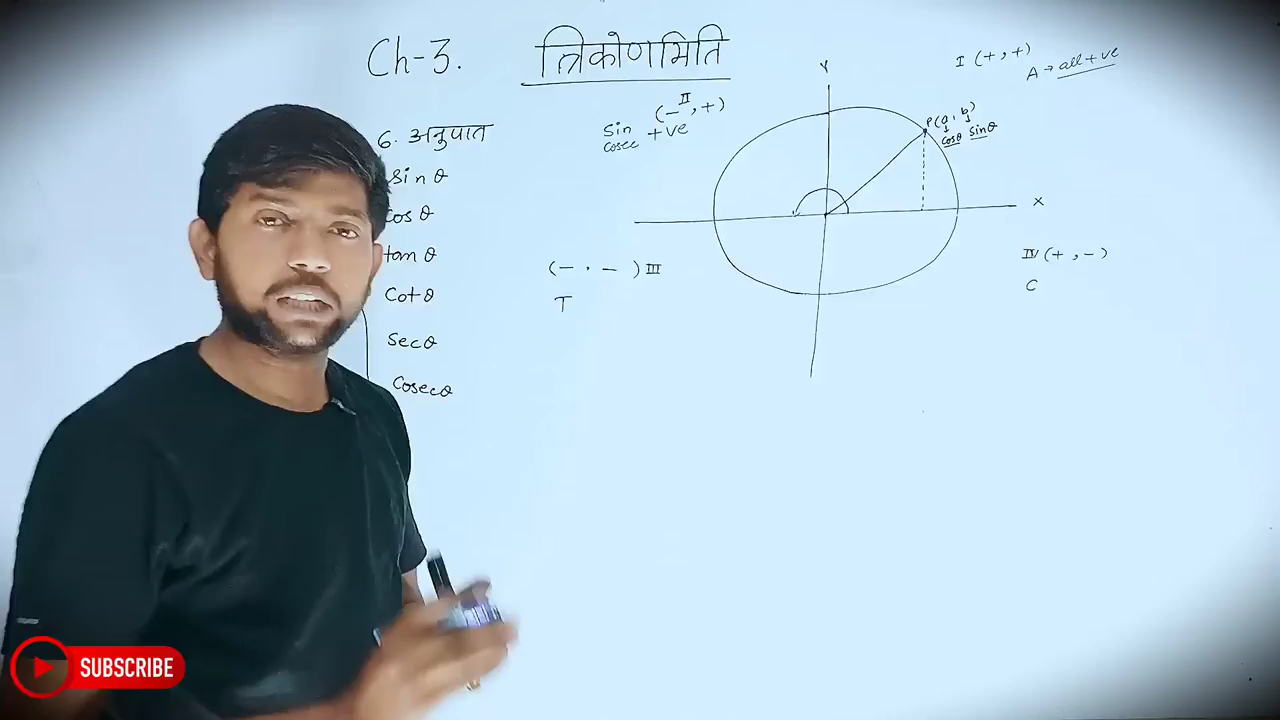 Ch-3. त्रिकोणमिति
6. अनुपात
sin θ
cos θ
tan θ
cot θ
sec θ
cosec θ
II
(-, +)
sin +ve
cosec
Y
I (+, +)
A → all +ve
P(a, b)
cosθ sinθ
X
(-, -) III
T
IV (+, -)
C
SUBSCRIBE